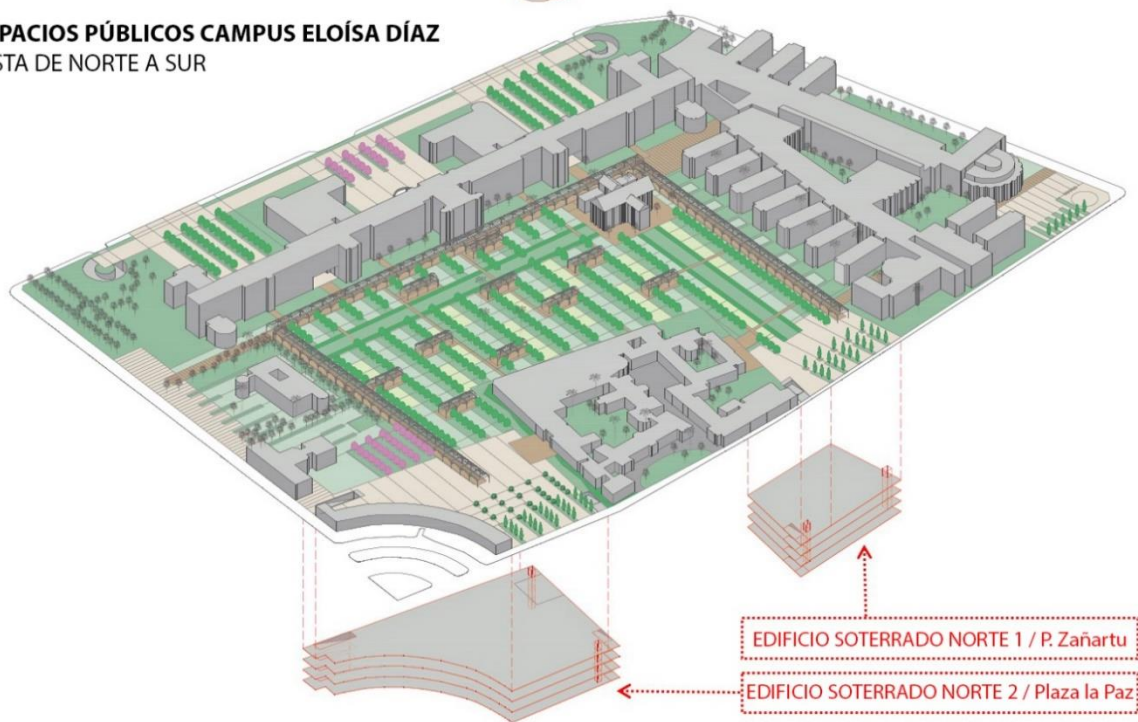 PACIOS PÚBLICOS CAMPUS ELOÍSA DÍAZ
STA DE NORTE A SUR
EDIFICIO SOTERRADO NORTE 1 / P. Zañartu
EDIFICIO SOTERRADO NORTE 2 / Plaza la Paz